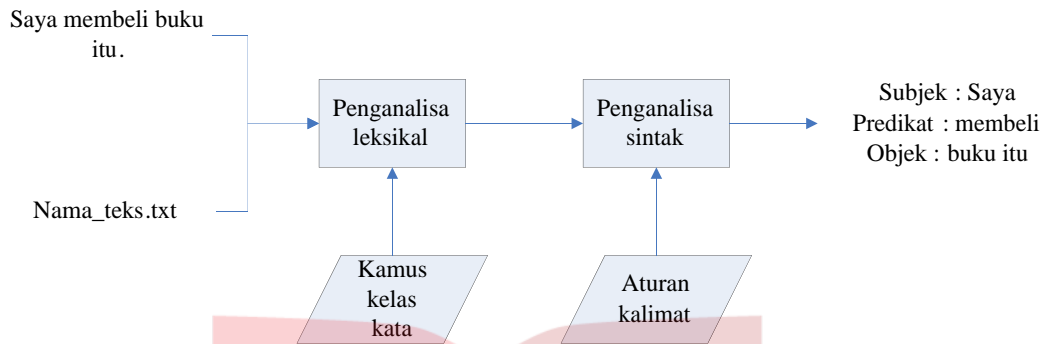 Saya membeli buku
itu.
Nama_teks.txt
Penganalisa
leksikal
Penganalisa
sintak
Subjek : Saya
Predikat : membeli
Objek : buku itu
Kamus
kelas
kata
Aturan
kalimat